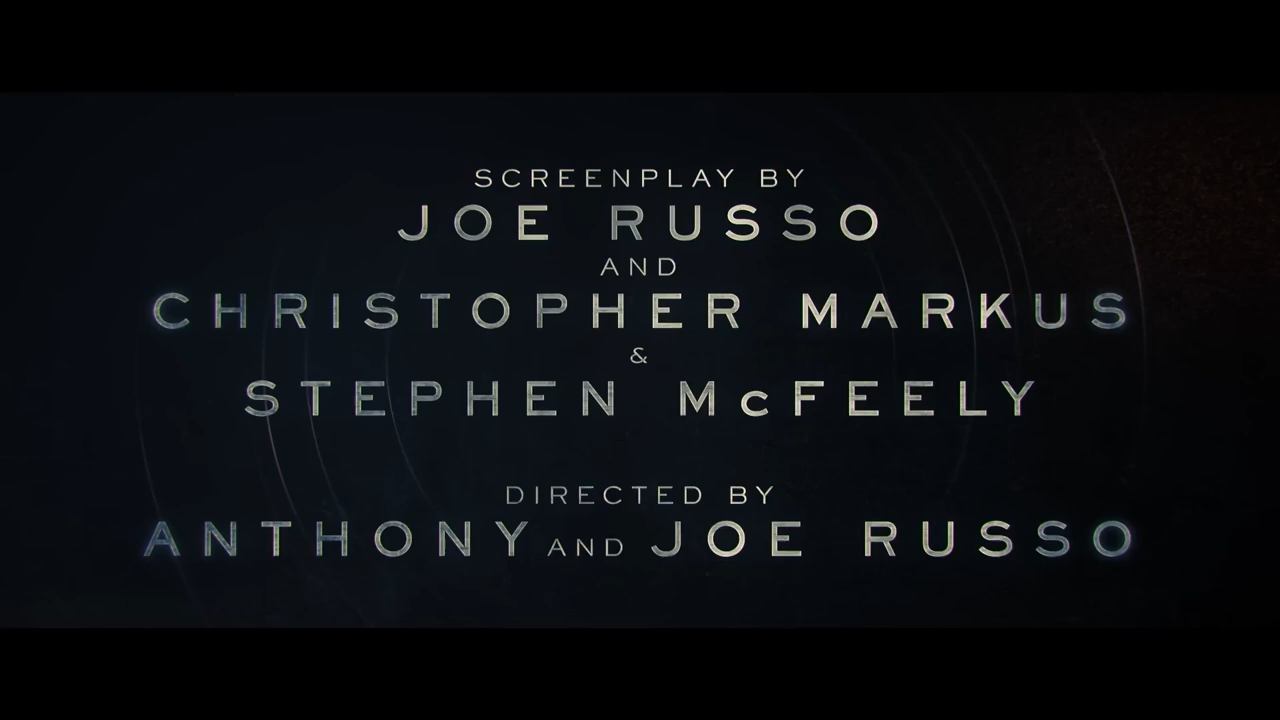 SCREENPLAY BY
JOE RUSSO
AND
CHRISTOPHER MARKUS
&
STEPHEN McFEELY
DIRECTED BY
ANTHONY AND JOE RUSSO